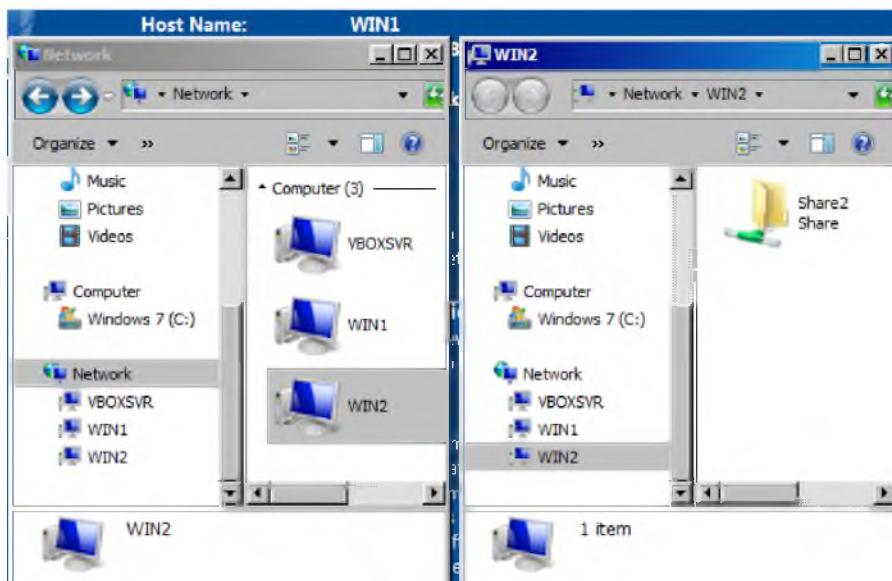 Host Name: WIN1
Network
Network
Organize »
Music
Pictures
Videos
Computer
Windows 7 (C:)
Network
VBOXSVR
WIN1
WIN2
Computer (3)
VBOXSVR
WIN1
WIN2
WIN2
WIN2
Network WIN2
Organize »
Music
Pictures
Videos
Computer
Windows 7 (C:)
Network
VBOXSVR
WIN1
WIN2
Share2
Share
1 item